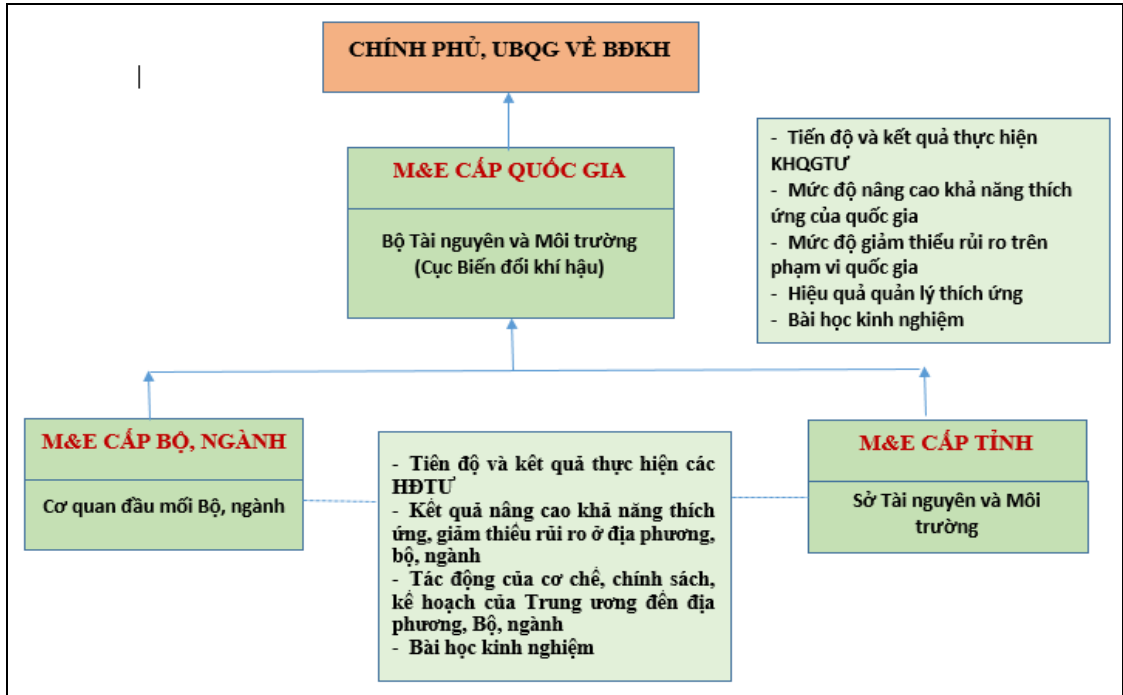 CHÍNH PHỦ, UBQG VỀ BĐKH
M&E CẤP QUỐC GIA
Bộ Tài nguyên và Môi trường
(Cục Biến đổi khí hậu)
- Tiến độ và kết quả thực hiện
KHQGTƯ
- Mức độ nâng cao khả năng thích
ứng của quốc gia
- Mức độ giảm thiểu rủi ro trên
phạm vi quốc gia
- Hiệu quả quản lý thích ứng
- Bài học kinh nghiệm
M&E CẤP BỘ, NGÀNH
Cơ quan đầu mối Bộ, ngành
- Tiên độ và kết quả thực hiện các
HĐTƯ
- Kết quả nâng cao khả năng thích
ứng, giảm thiểu rủi ro ở địa phương,
bộ, ngành
- Tác động của cơ chế, chính sách,
kế hoạch của Trung ương đến địa
phương, Bộ, ngành
- Bài học kinh nghiệm
M&E CẤP TỈNH
Sở Tài nguyên và Môi
trường